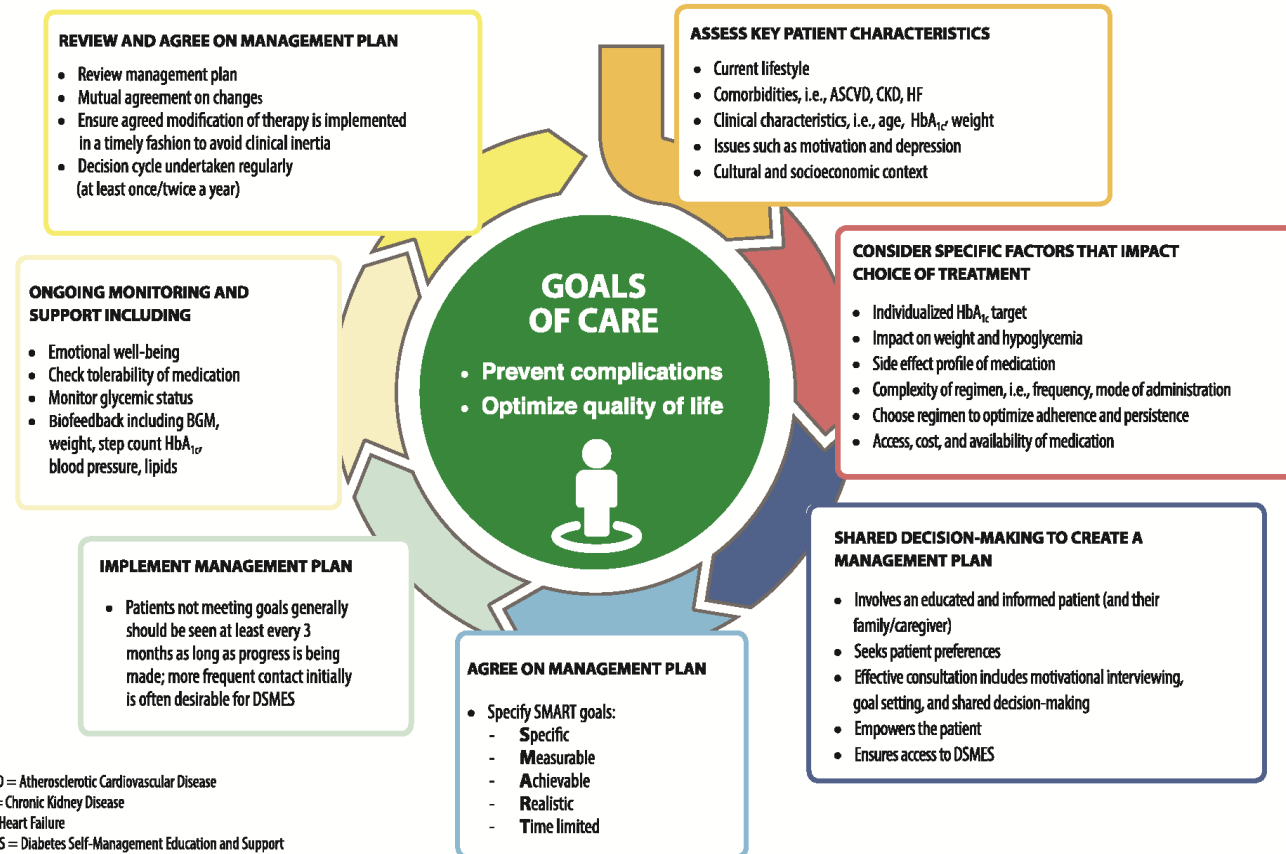 REVIEW AND AGREE ON MANAGEMENT PLAN
• Review management plan
• Mutual agreement on changes
• Ensure agreed modification of therapy is implemented
in a timely fashion to avoid clinical inertia
• Decision cycle undertaken regularly
(at least once/twice a year)
ASSESS KEY PATIENT CHARACTERISTICS
• Current lifestyle
• Comorbidities, i.e., ASCVD, CKD, HF
• Clinical characteristics, i.e., age, HbA1c, weight
• Issues such as motivation and depression
• Cultural and socioeconomic context
CONSIDER SPECIFIC FACTORS THAT IMPACT
CHOICE OF TREATMENT
• Individualized HbA1c target
• Impact on weight and hypoglycemia
• Side effect profile of medication
• Complexity of regimen, i.e., frequency, mode of administration
• Choose regimen to optimize adherence and persistence
• Access, cost, and availability of medication
SHARED DECISION-MAKING TO CREATE A
MANAGEMENT PLAN
• Involves an educated and informed patient (and their
family/caregiver)
• Seeks patient preferences
• Effective consultation includes motivational interviewing,
goal setting, and shared decision-making
• Empowers the patient
• Ensures access to DSMES
AGREE ON MANAGEMENT PLAN
• Specify SMART goals:
- Specific
- Measurable
- Achievable
- Realistic
- Time limited
IMPLEMENT MANAGEMENT PLAN
• Patients not meeting goals generally
should be seen at least every 3
months as long as progress is being
made; more frequent contact initially
is often desirable for DSMES
ONGOING MONITORING AND
SUPPORT INCLUDING
• Emotional well-being
• Check tolerability of medication
• Monitor glycemic status
• Biofeedback including BGM,
weight, step count HbA1c,
blood pressure, lipids
GOALS
OF CARE
• Prevent complications
• Optimize quality of life
= Atherosclerotic Cardiovascular Disease
= Chronic Kidney Disease
Heart Failure
S = Diabetes Self-Management Education and Support